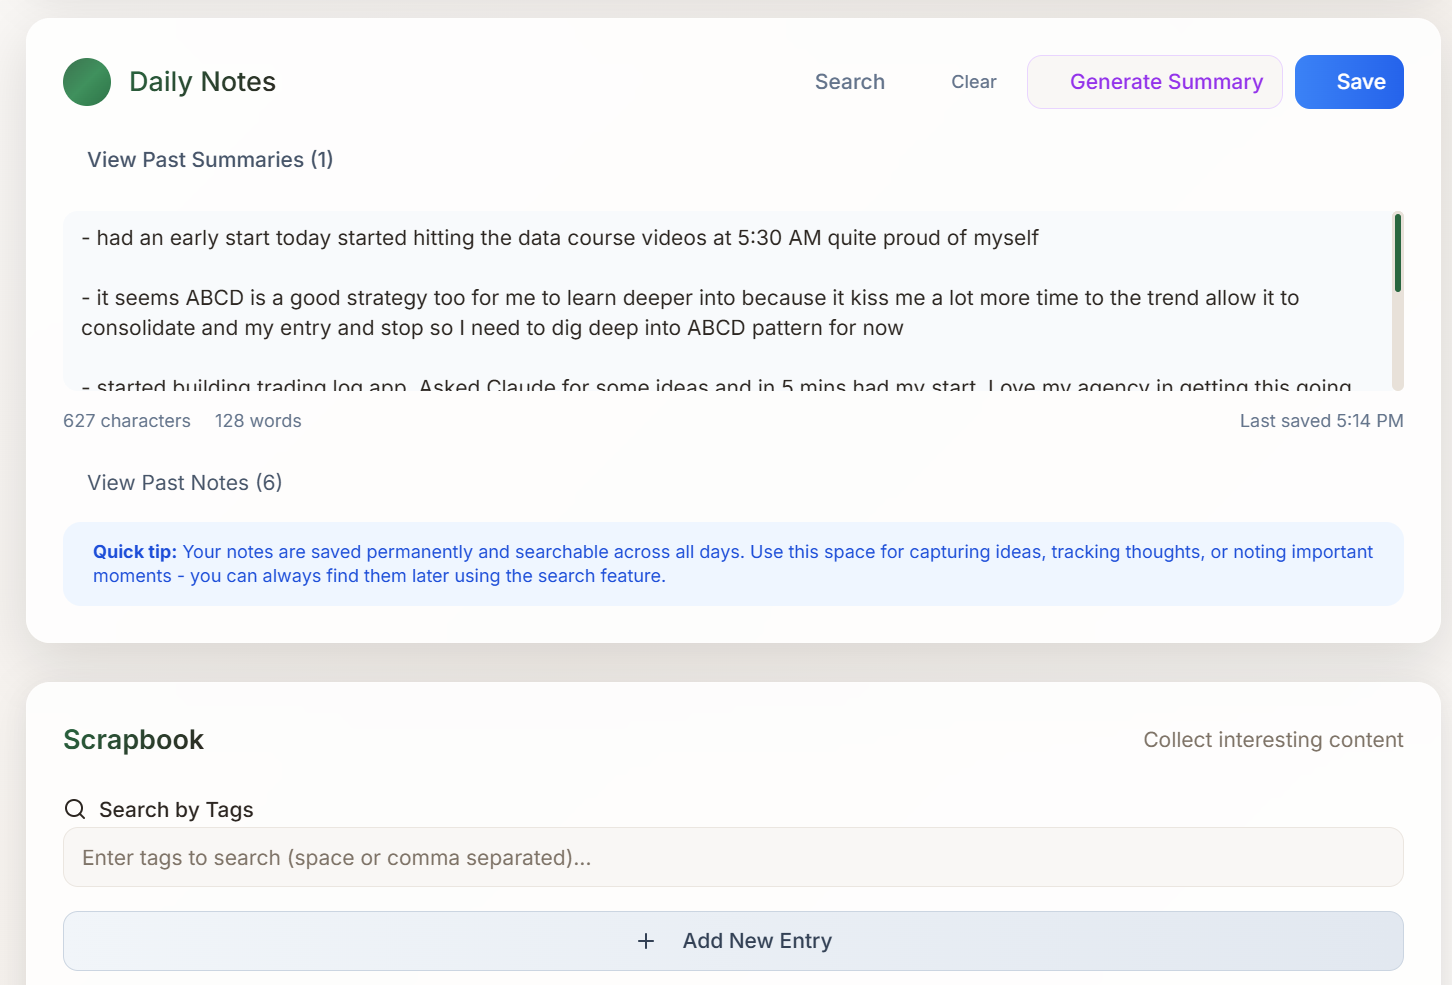 Daily Notes
Search
Clear
Generate Summary
Save
View Past Summaries (1)
- had an early start today started hitting the data course videos at 5:30 AM quite proud of myself
- it seems ABCD is a good strategy too for me to learn deeper into because it kiss me a lot more time to the trend allow it to
consolidate and my entry and stop so I need to dig deep into ABCD pattern for now
- started building trading log app. Asked Claude for some ideas and in 5 mins had my start. Love my agency in getting this going
627 characters
128 words
Last saved 5:14 PM
View Past Notes (6)
Quick tip: Your notes are saved permanently and searchable across all days. Use this space for capturing ideas, tracking thoughts, or noting important
moments - you can always find them later using the search feature.
Scrapbook
Collect interesting content
Search by Tags
Enter tags to search (space or comma separated)...
+ Add New Entry